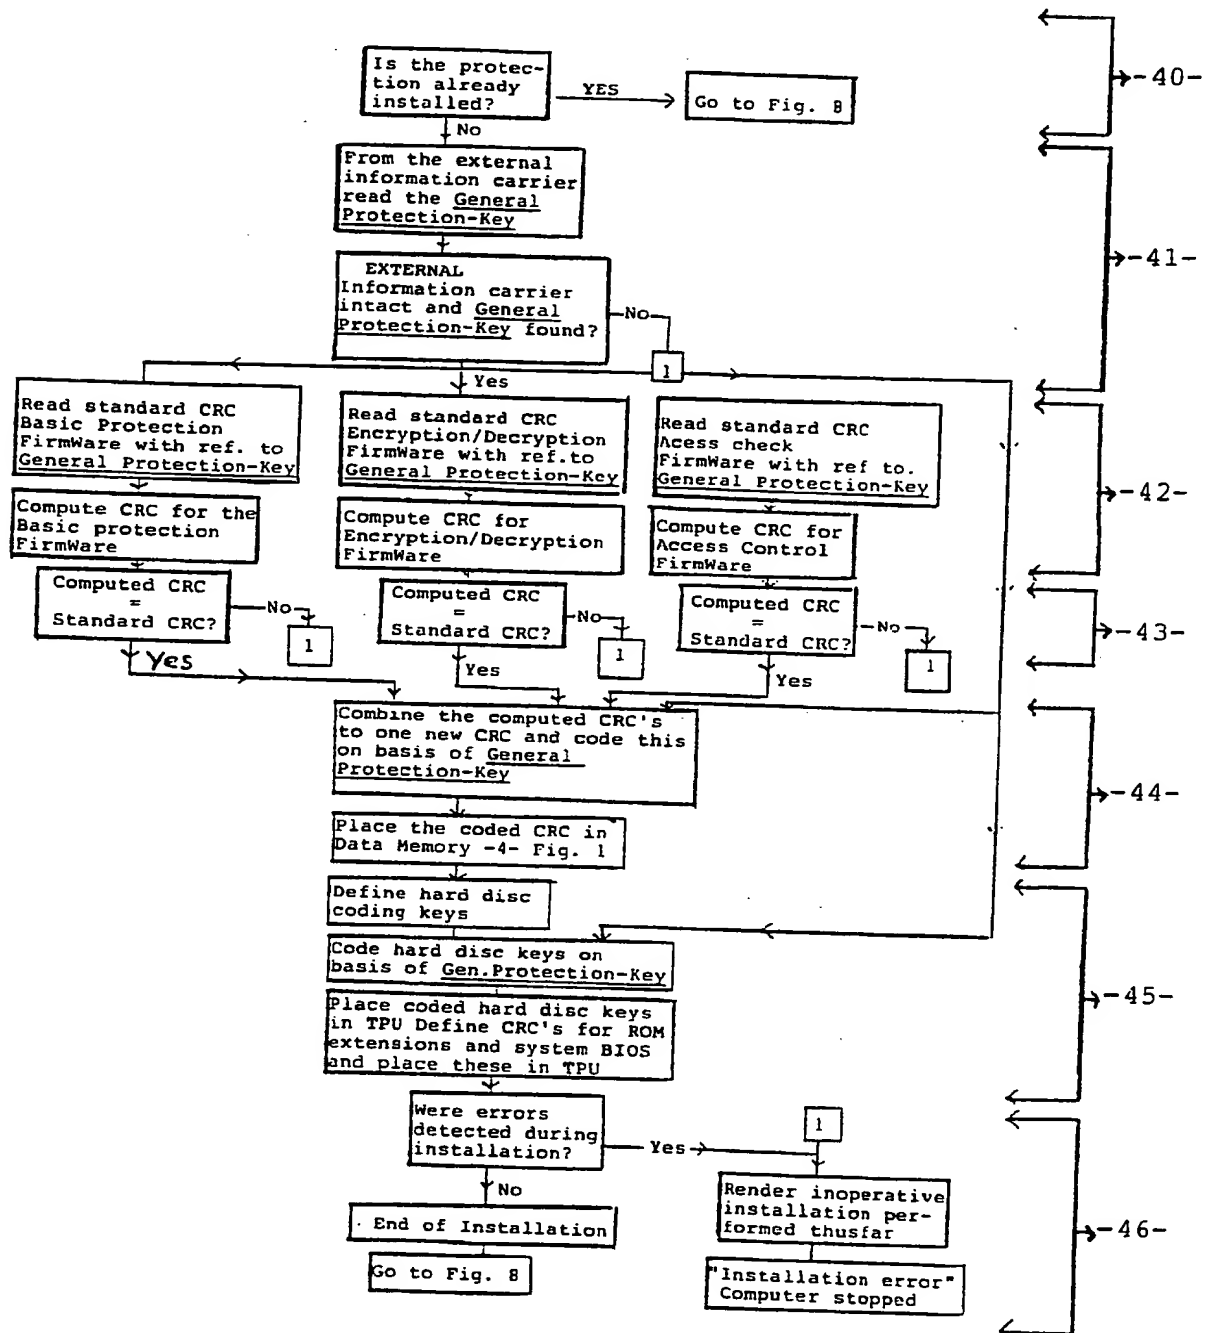 Is the protec-
tion already
installed?
YES
Go to Fig. 8
-40-
No
From the external
information carrier
read the General
Protection-Key
EXTERNAL
Information carrier
intact and General
Protection-Key found?
No
1
-41-
Yes
Read standard CRC
Basic Protection
FirmWare with ref. to
General Protection-Key
Read standard CRC
Encryption/Decryption
FirmWare with ref.to
General Protection-Key
Read standard CRC
Acess check
FirmWare with ref to.
General Protection-Key
Compute CRC for the
Basic protection
FirmWare
Compute CRC for
Encryption/Decryption
FirmWare
Compute CRC for
Access Control
FirmWare
-42-
Computed CRC
=
Standard CRC?
No
1
Computed CRC
=
Standard CRC?
No
1
Computed CRC
=
Standard CRC?
No
1
-43-
Yes
Yes
Yes
Combine the computed CRC's
to one new CRC and code this
on basis of General
Protection-Key
Place the coded CRC in
Data Memory -4- Fig. 1
-44-
Define hard disc
coding keys
Code hard disc keys on
basis of Gen.Protection-Key
Place coded hard disc keys
in TPU Define CRC's for ROM
extensions and system BIOS
and place these in TPU
-45-
Were errors
detected during
installation?
Yes
1
No
Render inoperative
installation per-
formed thusfar
End of Installation
Go to Fig. 8
"Installation error"
Computer stopped
-46-